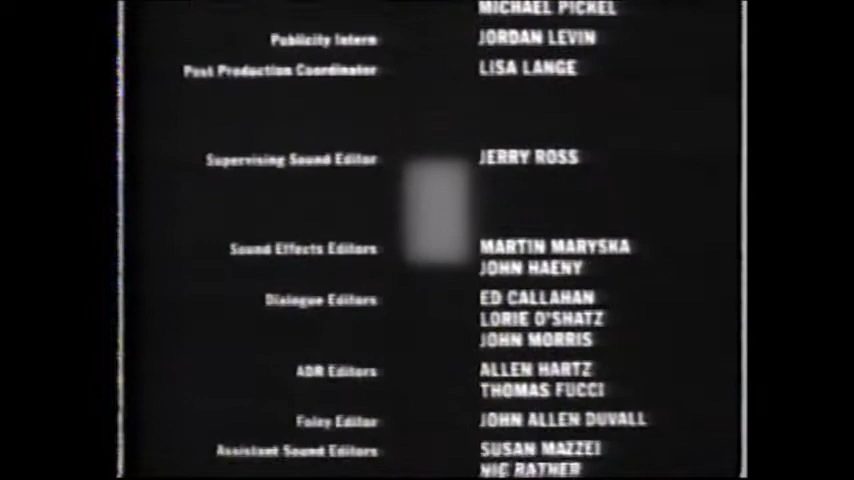 MICHAEL PICKEL
Publicity Intern JORDAN LEVIN
Post Production Coordinator LISA LANGE
Supervising Sound Editor JERRY ROSS
Sound Effects Editors MARTIN MARYSKA
JOHN HAENY
Dialogue Editors ED CALLAHAN
LORIE O'SHATZ
JOHN MORRIS
ADR Editors ALLEN HARTZ
THOMAS FUCCI
Foley Editor JOHN ALLEN DUVALL
Assistant Sound Editors SUSAN MAZZEI
NIC RATNER